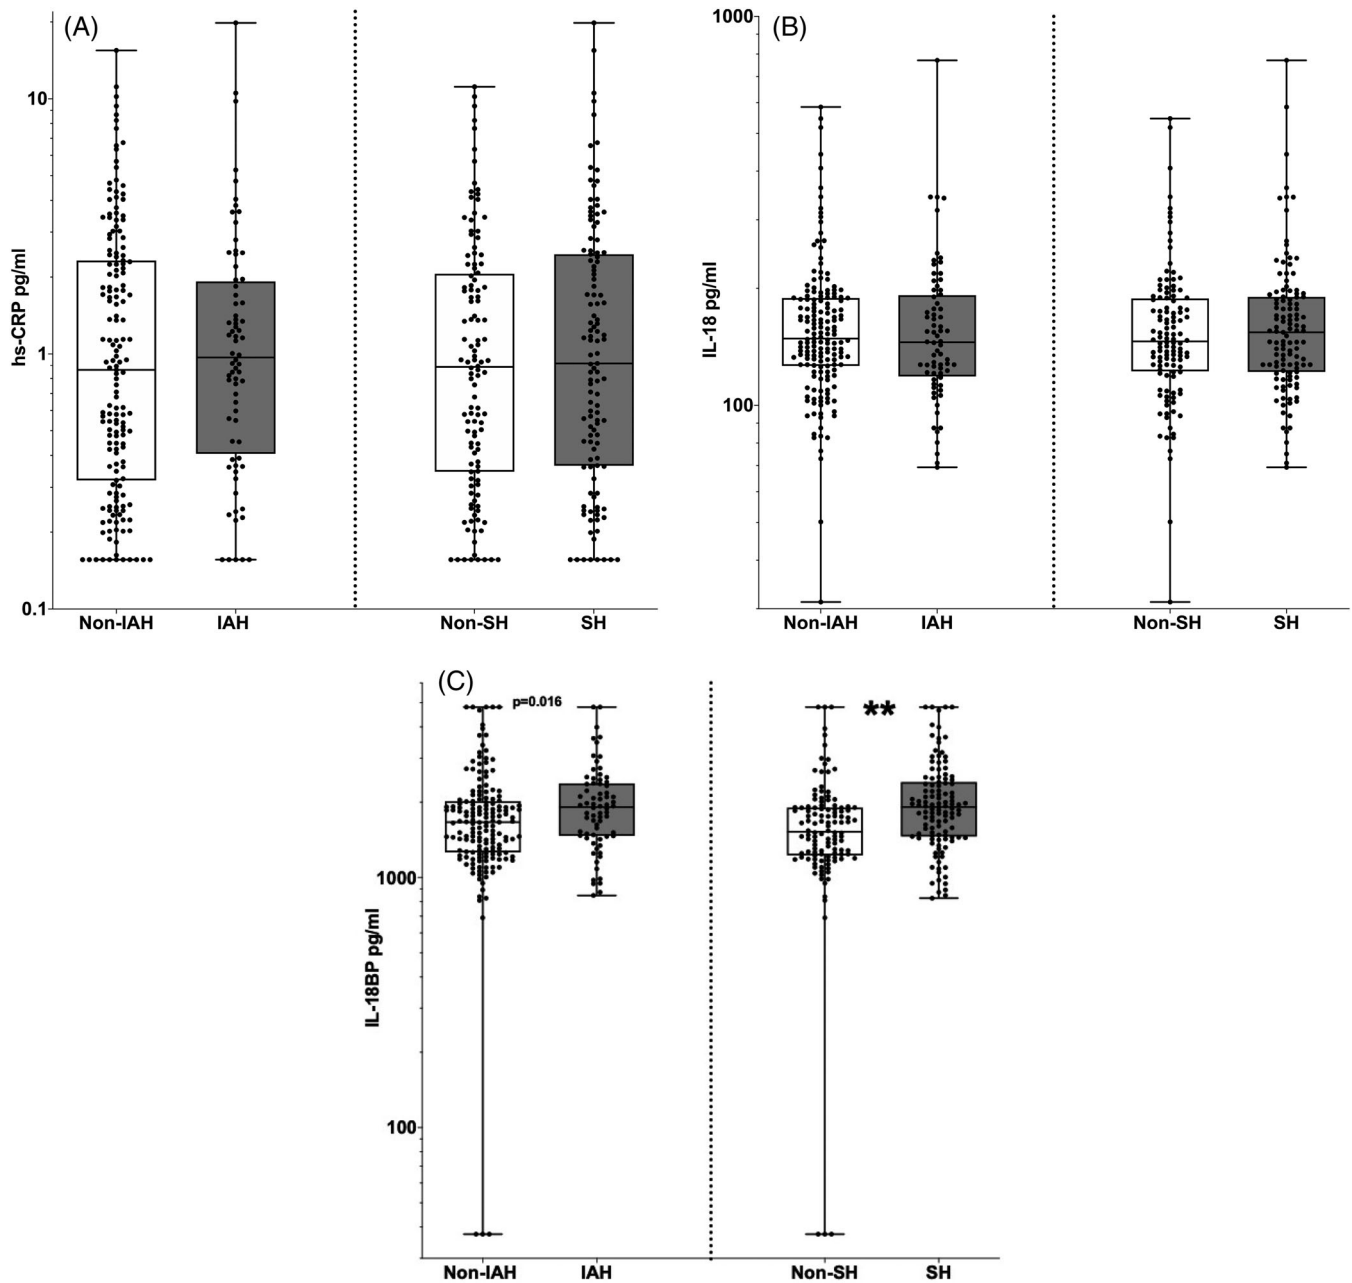 (A)
10
1
0.1
hs-CRP pg/ml
Non-IAH
IAH
Non-SH
SH
(B)
1000
100
IL-18 pg/ml
Non-IAH
IAH
Non-SH
SH
(C)
p=0.016
**
1000
100
IL-18BP pg/ml
Non-IAH
IAH
Non-SH
SH